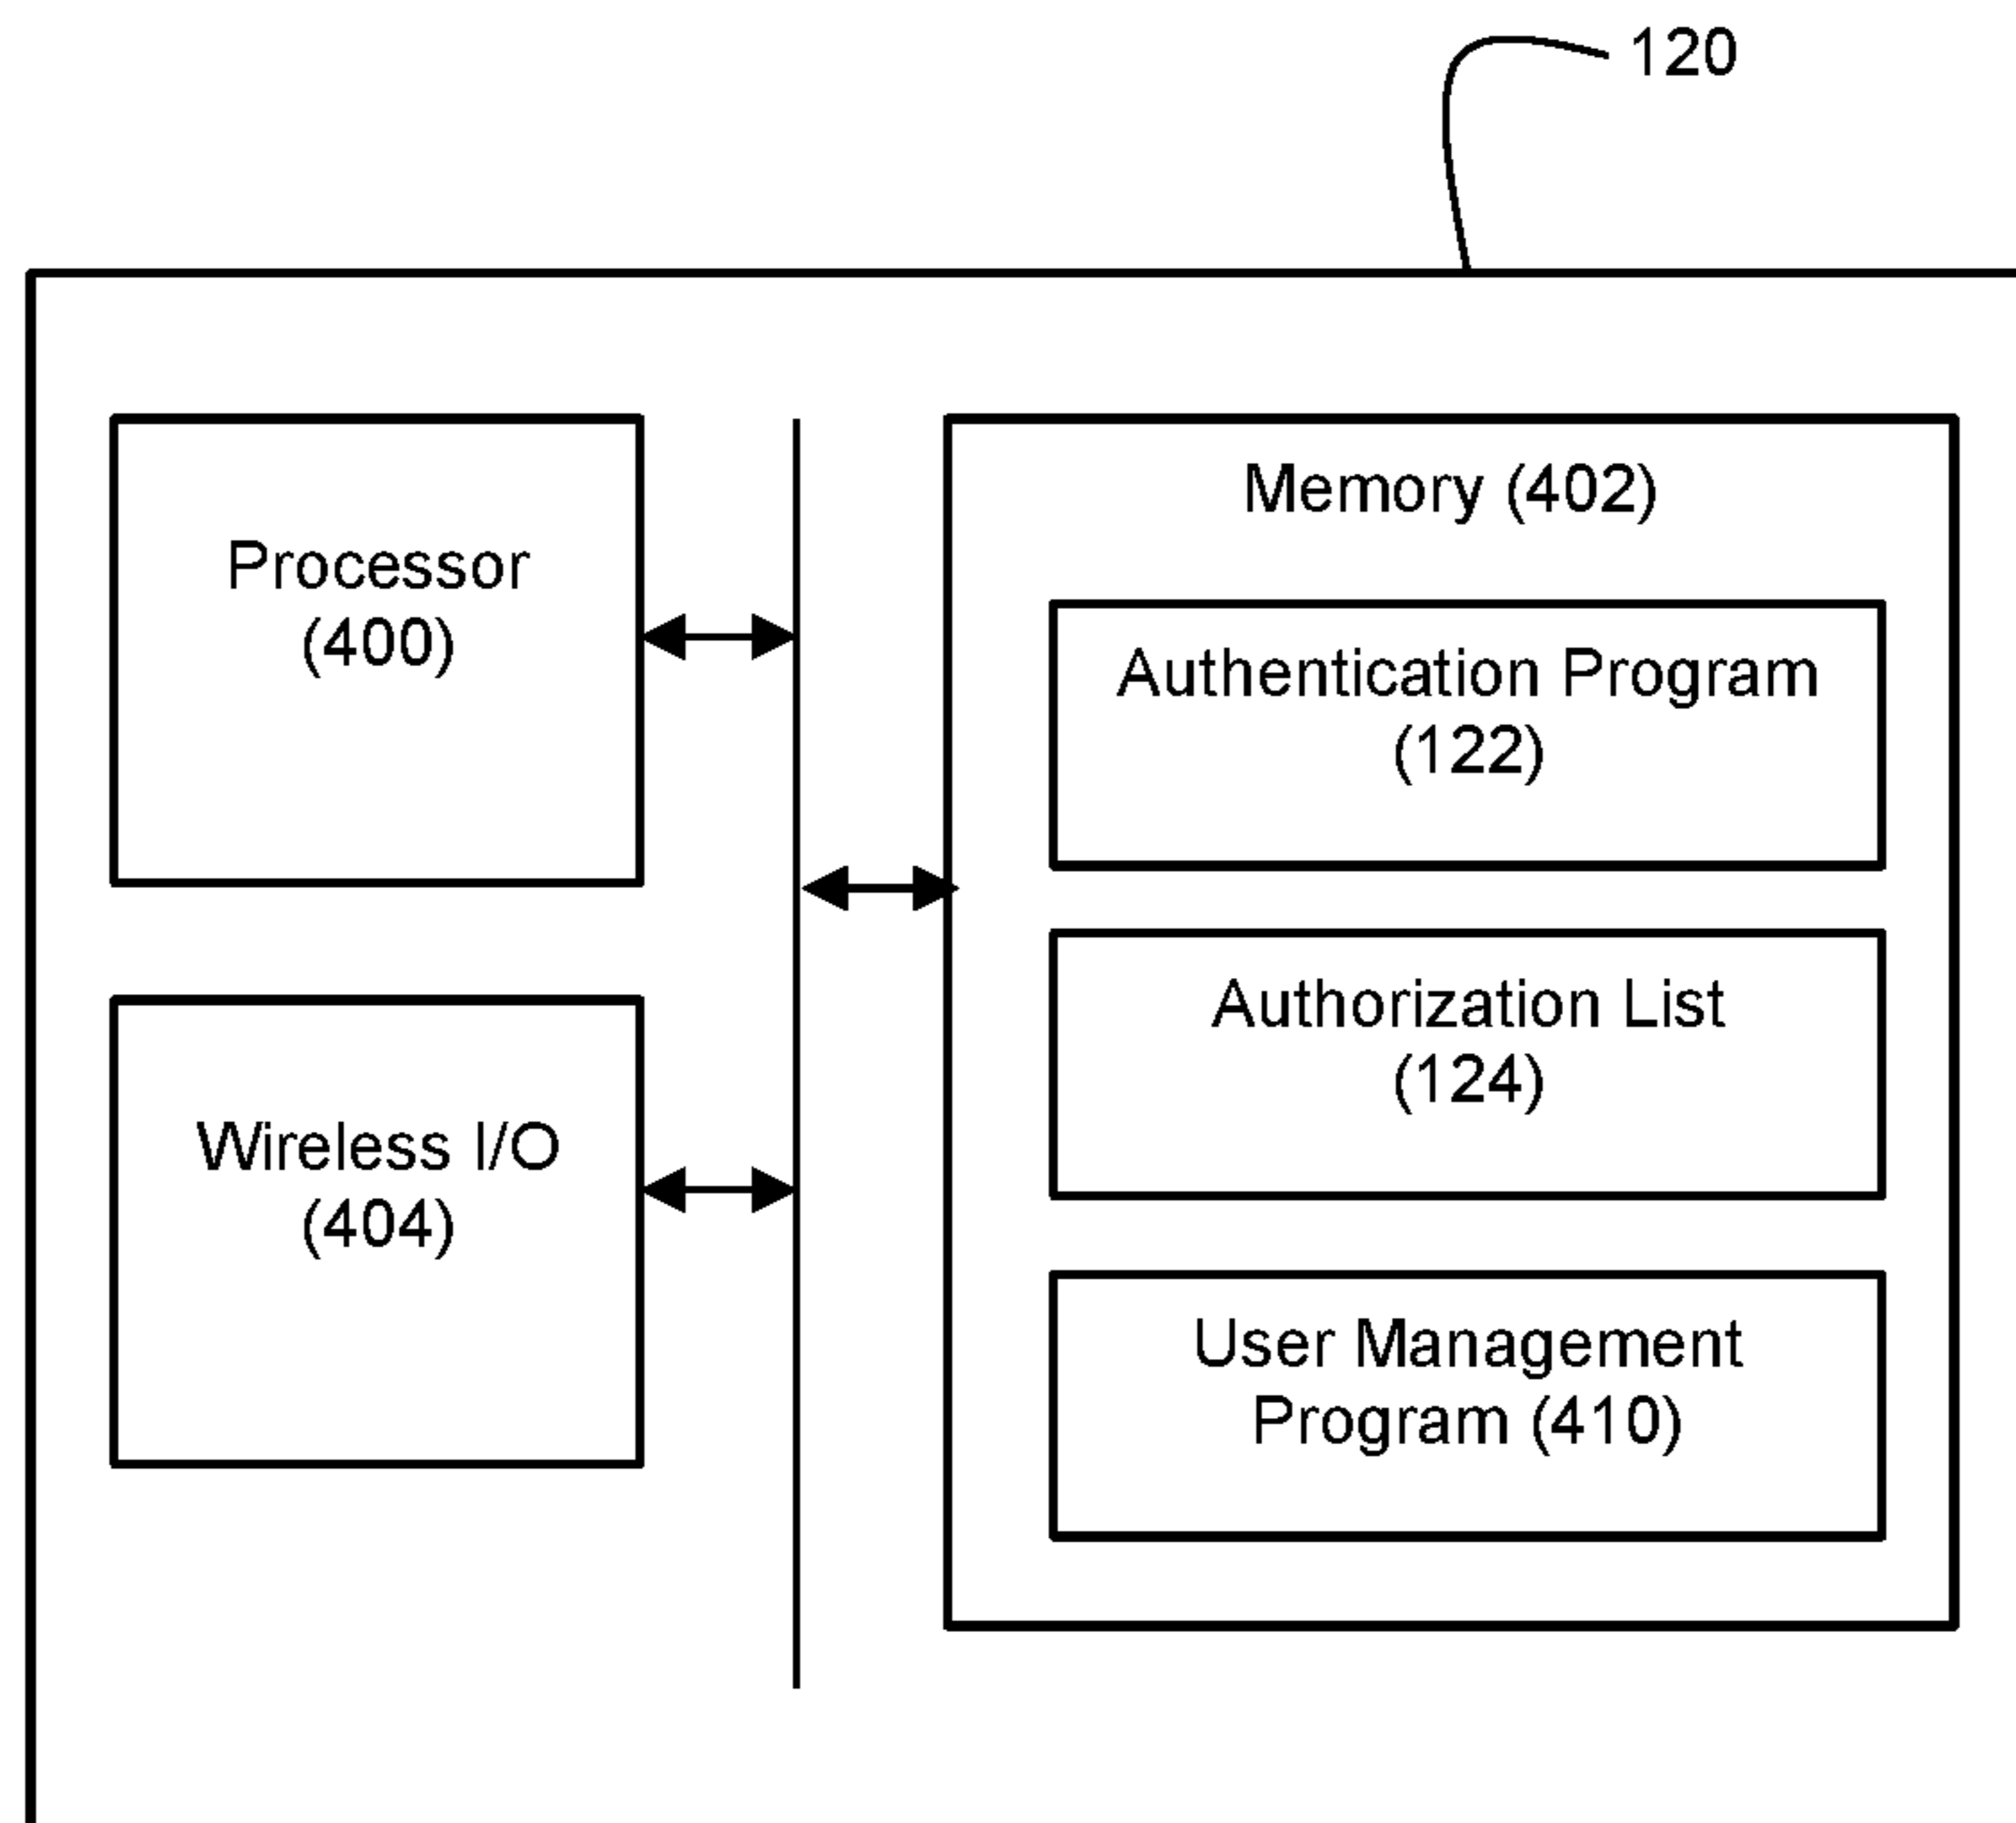 120
Processor
(400)
Wireless I/O
(404)
Memory (402)
Authentication Program
(122)
Authorization List
(124)
User Management
Program (410)